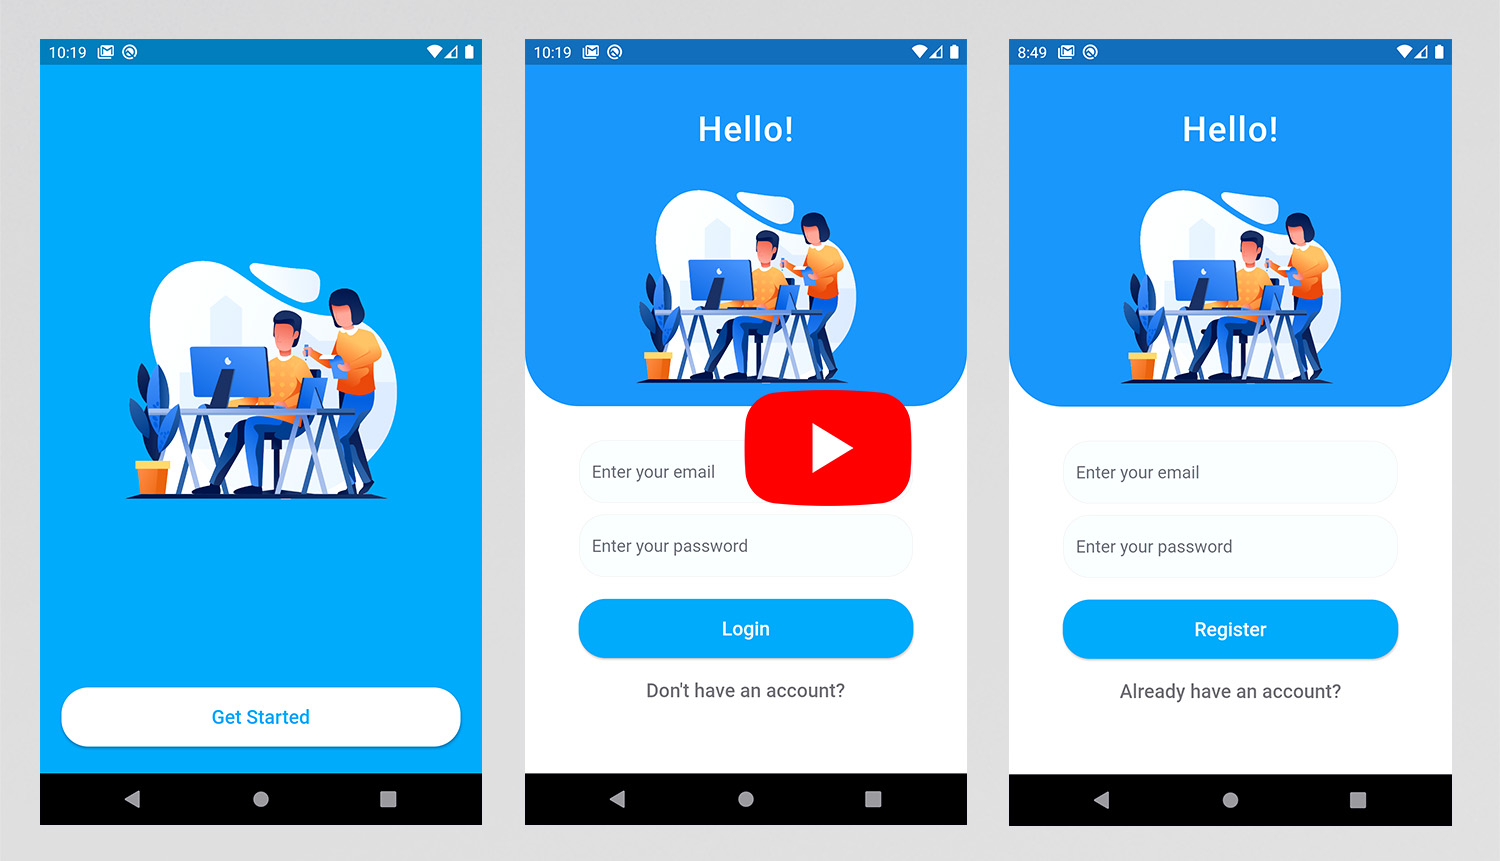 10:19
Get Started
10:19
Hello!
Enter your email
Enter your password
Login
Don't have an account?
8:49
Hello!
Enter your email
Enter your password
Register
Already have an account?